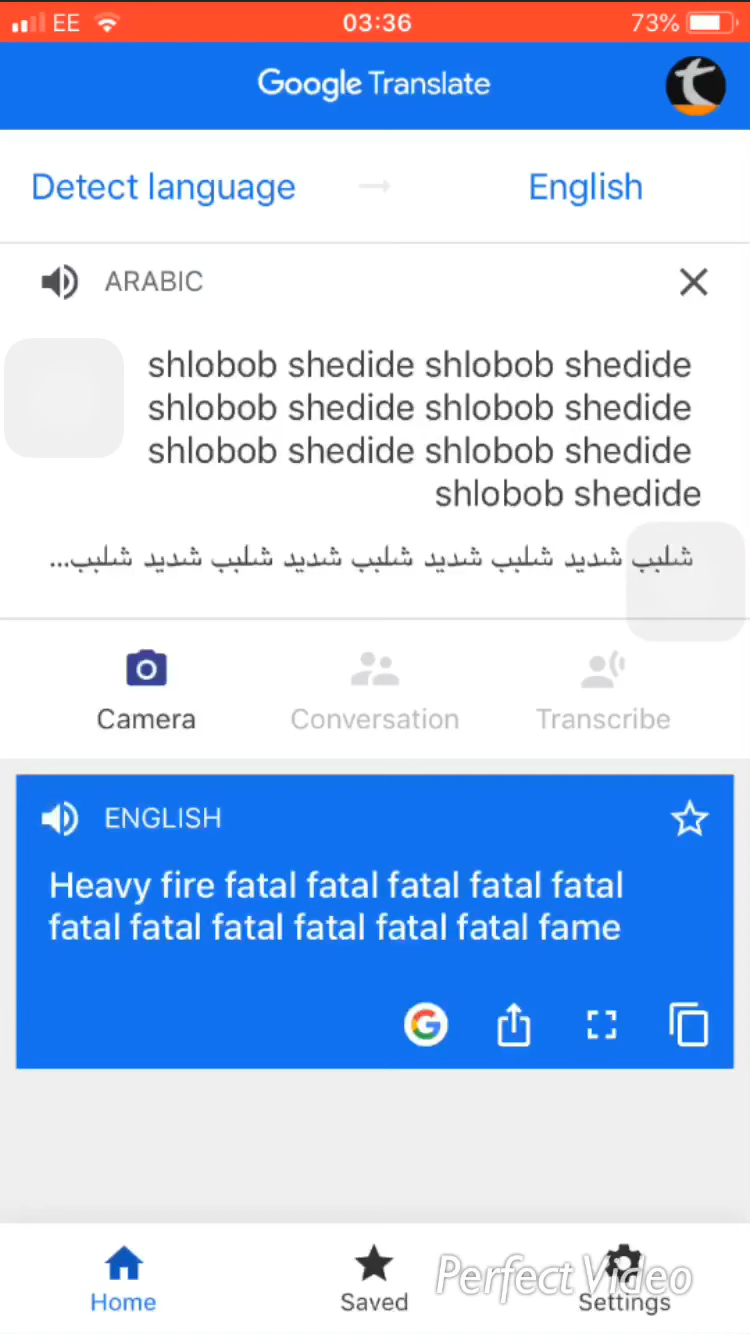 EE 03:36 73%
Google Translate
Detect language → English
ARABIC
shlobob shedide shlobob shedide
shlobob shedide shlobob shedide
shlobob shedide shlobob shedide
shlobob shedide
شلبب شديد شلبب شديد شلبب شديد شلبب شديد شلبب...
Camera Conversation Transcribe
ENGLISH
Heavy fire fatal fatal fatal fatal fatal
fatal fatal fatal fatal fatal fatal fame
Perfect Video
Home Saved Settings